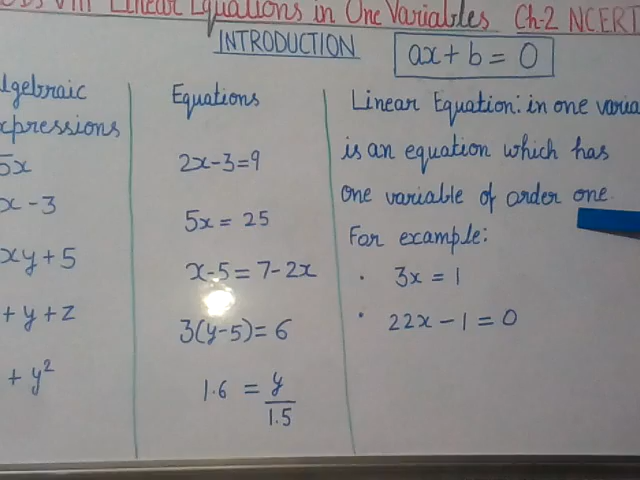 VIII Linear Equations in One Variables Ch-2 NCERT
INTRODUCTION
ax + b = 0
lgebraic
xpressions
5x
x - 3
xy + 5
+ y + z
+ y²
Equations
2x-3=9
5x = 25
x-5 = 7-2x
3(y-5)= 6
1.6 = y/1.5
Linear Equation: in one varia
is an equation which has
one variable of order one
For example:
· 3x = 1
· 22x - 1 = 0